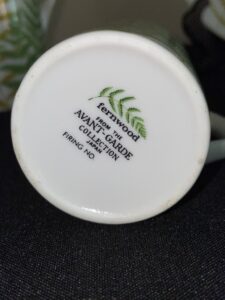 fernwood
FROM THE
AVANT-GARDE
COLLECTION
JAPAN
FIRING NO